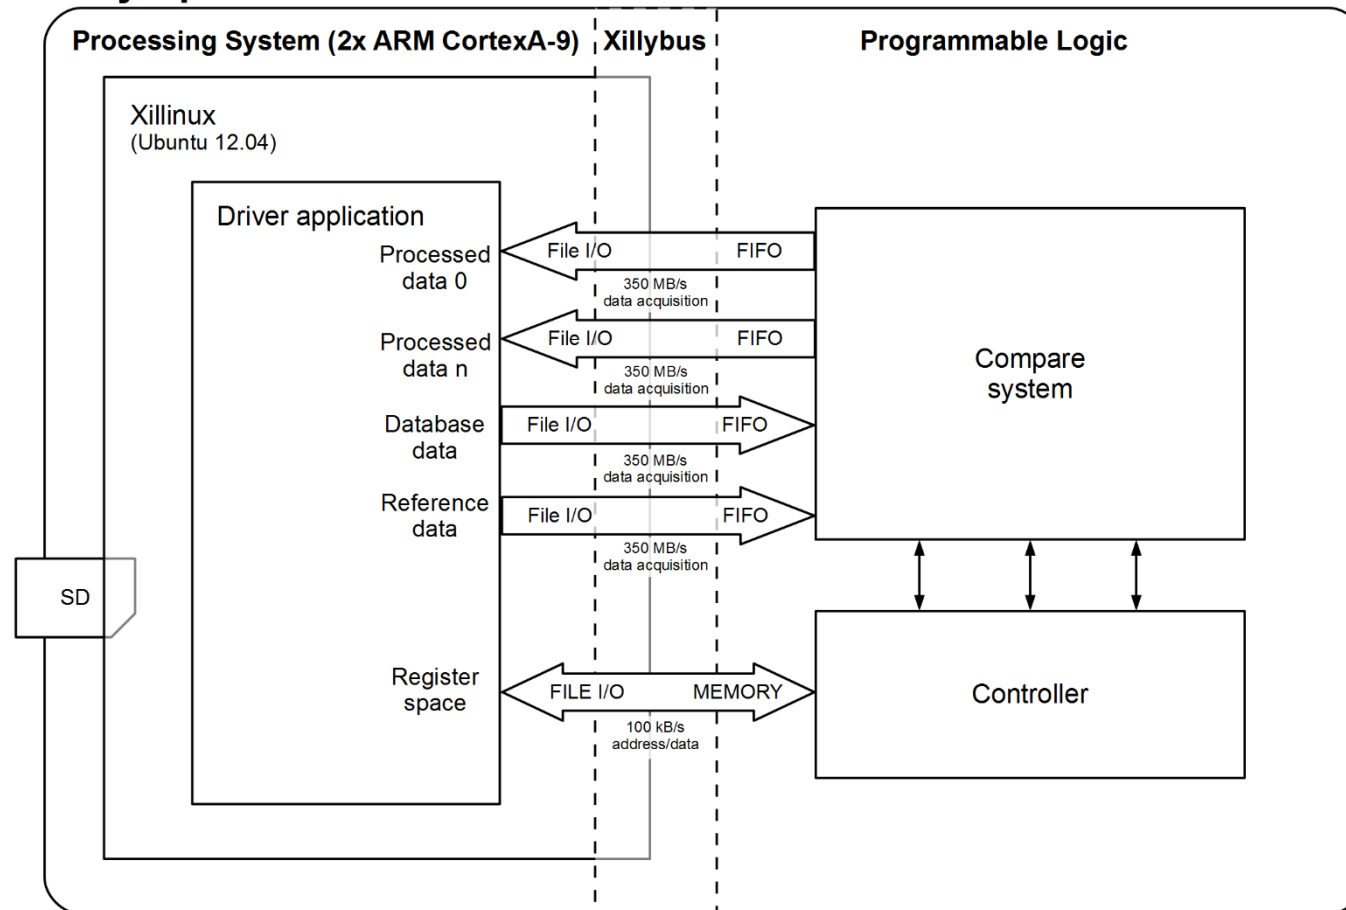 Processing System (2x ARM CortexA-9)
Xillybus
Programmable Logic
Xillinux
(Ubuntu 12.04)
Driver application
Processed
data 0
File I/O
FIFO
350 MB/s
data acquisition
Processed
data n
File I/O
FIFO
350 MB/s
data acquisition
Compare
system
Database
data
File I/O
FIFO
350 MB/s
data acquisition
Reference
data
File I/O
FIFO
350 MB/s
data acquisition
SD
Register
space
FILE I/O
MEMORY
100 kB/s
address/data
Controller